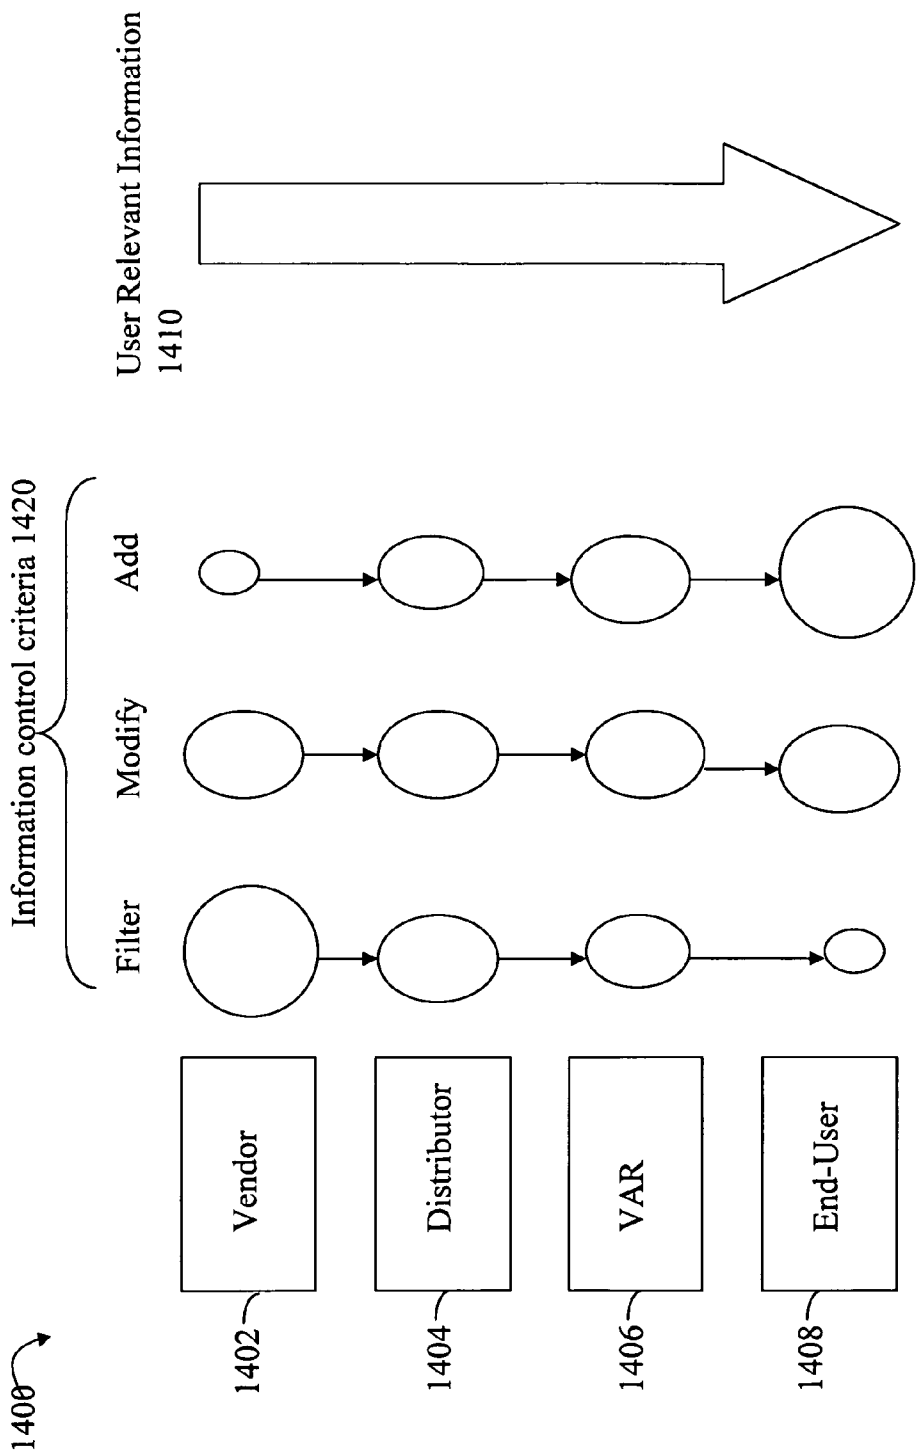 1400
Information control criteria 1420
Filter
Modify
Add
User Relevant Information
1410
1402
Vendor
1404
Distributor
1406
VAR
1408
End-User